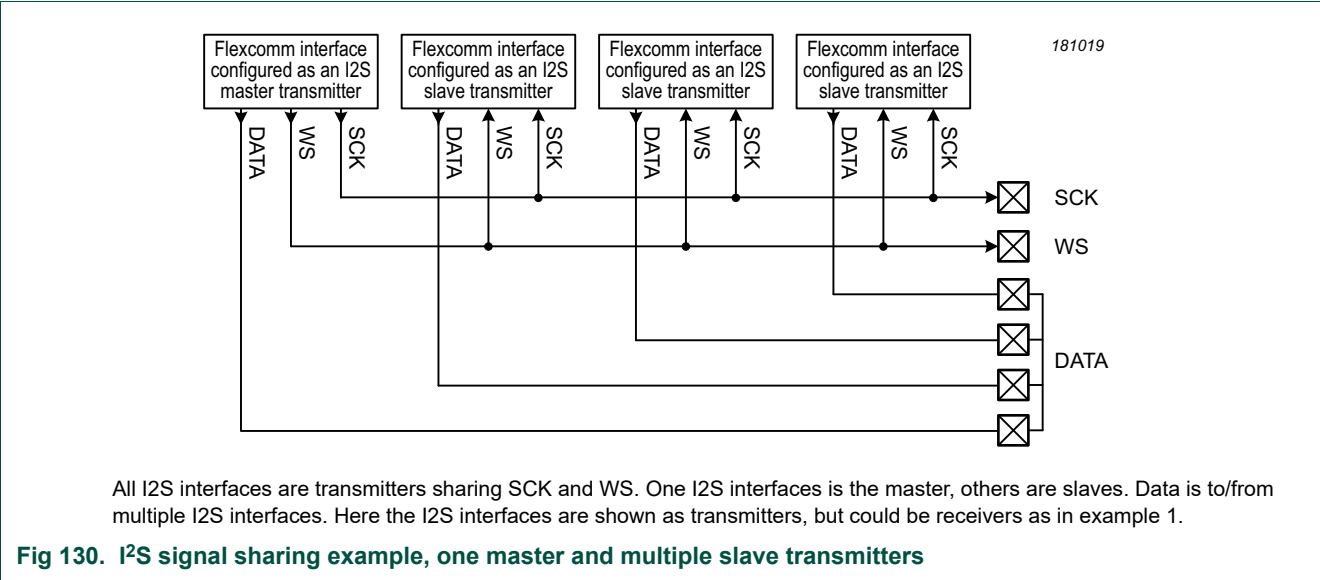 Flexcomm interface
configured as an I2S
master transmitter
Flexcomm interface
configured as an I2S
slave transmitter
Flexcomm interface
configured as an I2S
slave transmitter
Flexcomm interface
configured as an I2S
slave transmitter
181019
DATA
WS
SCK
DATA
WS
SCK
DATA
WS
SCK
DATA
WS
SCK
SCK
WS
DATA
All I2S interfaces are transmitters sharing SCK and WS. One I2S interfaces is the master, others are slaves. Data is to/from
multiple I2S interfaces. Here the I2S interfaces are shown as transmitters, but could be receivers as in example 1.
Fig 130. I²S signal sharing example, one master and multiple slave transmitters